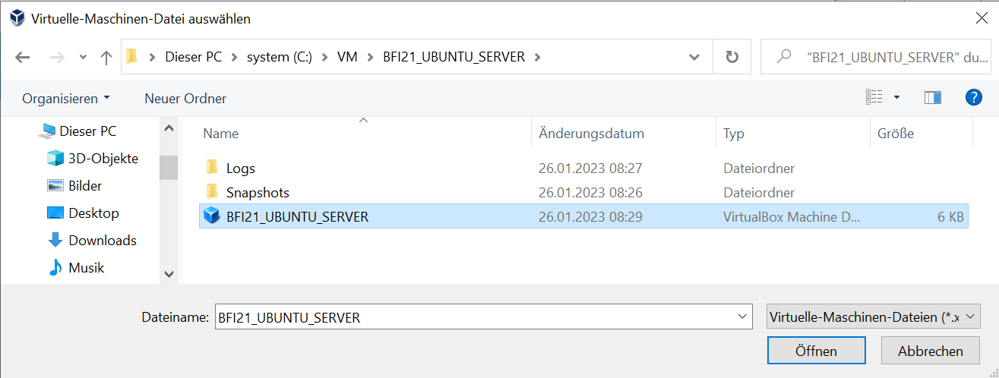 Virtuelle-Maschinen-Datei auswählen
Dieser PC > system (C:) > VM > BFI21_UBUNTU_SERVER >
"BFI21_UBUNTU_SERVER" du...
Organisieren
Neuer Ordner
?
Dieser PC
3D-Objekte
Bilder
Desktop
Downloads
Musik
Name Änderungsdatum Typ Größe
Logs 26.01.2023 08:27 Dateiordner
Snapshots 26.01.2023 08:26 Dateiordner
BFI21_UBUNTU_SERVER 26.01.2023 08:29 VirtualBox Machine D... 6 KB
Dateiname: BFI21_UBUNTU_SERVER
Virtuelle-Maschinen-Dateien (*.x
Öffnen
Abbrechen